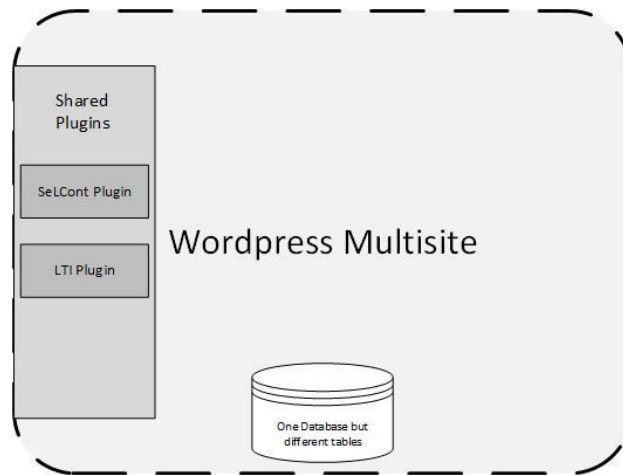 Shared
Plugins
SeLCont Plugin
LTI Plugin
Wordpress Multisite
One Database but
different tables